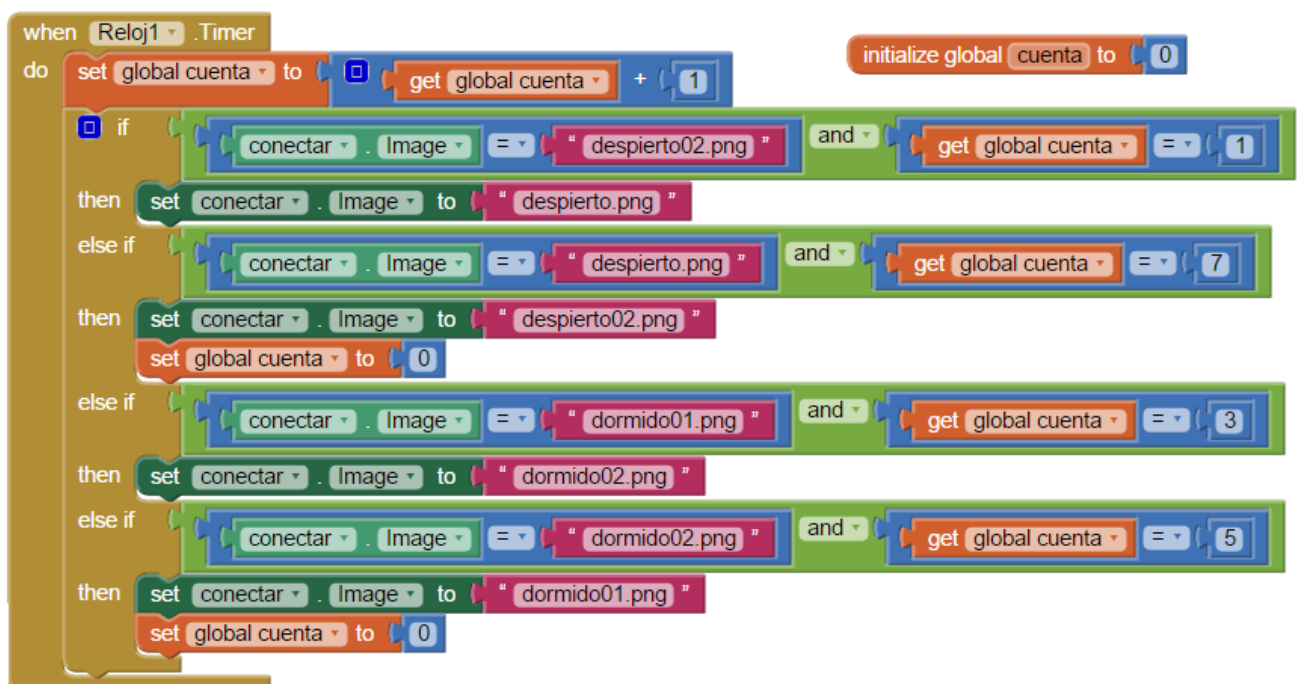 when Reloj1 .Timer
do set global cuenta to get global cuenta + 1
initialize global cuenta to 0
if conectar . Image = " despierto02.png " and get global cuenta = 1
then set conectar . Image to " despierto.png "
else if conectar . Image = " despierto.png " and get global cuenta = 7
then set conectar . Image to " despierto02.png "
set global cuenta to 0
else if conectar . Image = " dormido01.png " and get global cuenta = 3
then set conectar . Image to " dormido02.png "
else if conectar . Image = " dormido02.png " and get global cuenta = 5
then set conectar . Image to " dormido01.png "
set global cuenta to 0